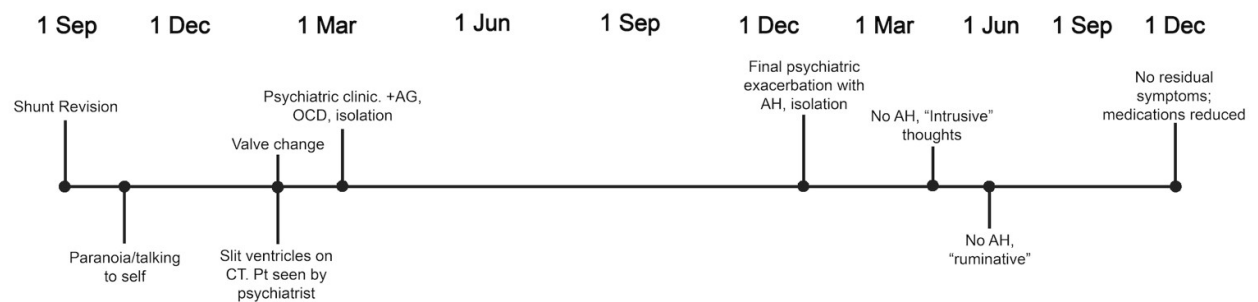 1 Sep 1 Dec 1 Mar 1 Jun 1 Sep 1 Dec 1 Mar 1 Jun 1 Sep 1 Dec
Shunt Revision
Paranoia/talking
to self
Valve change
Slit ventricles on
CT. Pt seen by
psychiatrist
Psychiatric clinic. +AG,
OCD, isolation
Final psychiatric
exacerbation with
AH, isolation
No AH, “Intrusive”
thoughts
No AH,
“ruminative”
No residual
symptoms;
medications reduced